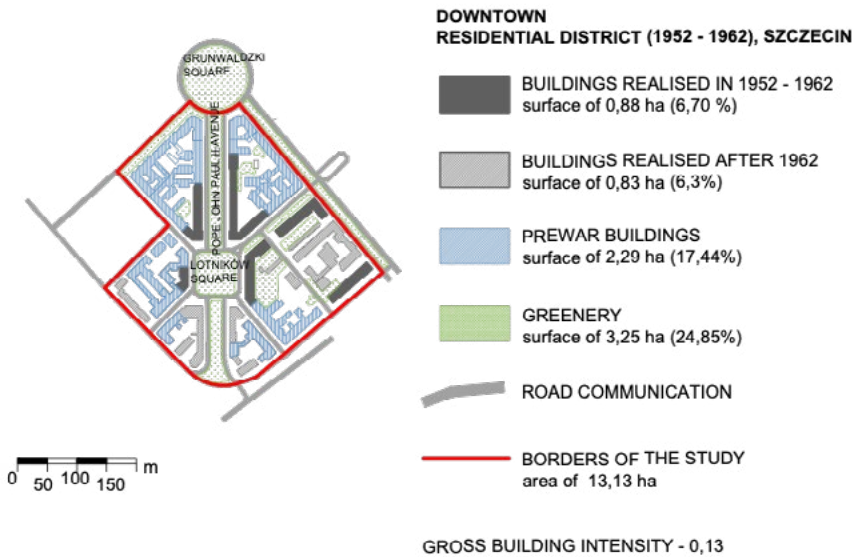 DOWNTOWN
RESIDENTIAL DISTRICT (1952 - 1962), SZCZECIN
GRUNWALDZKI
SQUARE
POPE JOHN PAUL II AVENUE
LOTNIKÓW
SQUARE
BUILDINGS REALISED IN 1952 - 1962
surface of 0,88 ha (6,70 %)
BUILDINGS REALISED AFTER 1962
surface of 0,83 ha (6,3%)
PREWAR BUILDINGS
surface of 2,29 ha (17,44%)
GREENERY
surface of 3,25 ha (24,85%)
ROAD COMMUNICATION
BORDERS OF THE STUDY
area of 13,13 ha
0 50 100 150 m
GROSS BUILDING INTENSITY - 0,13